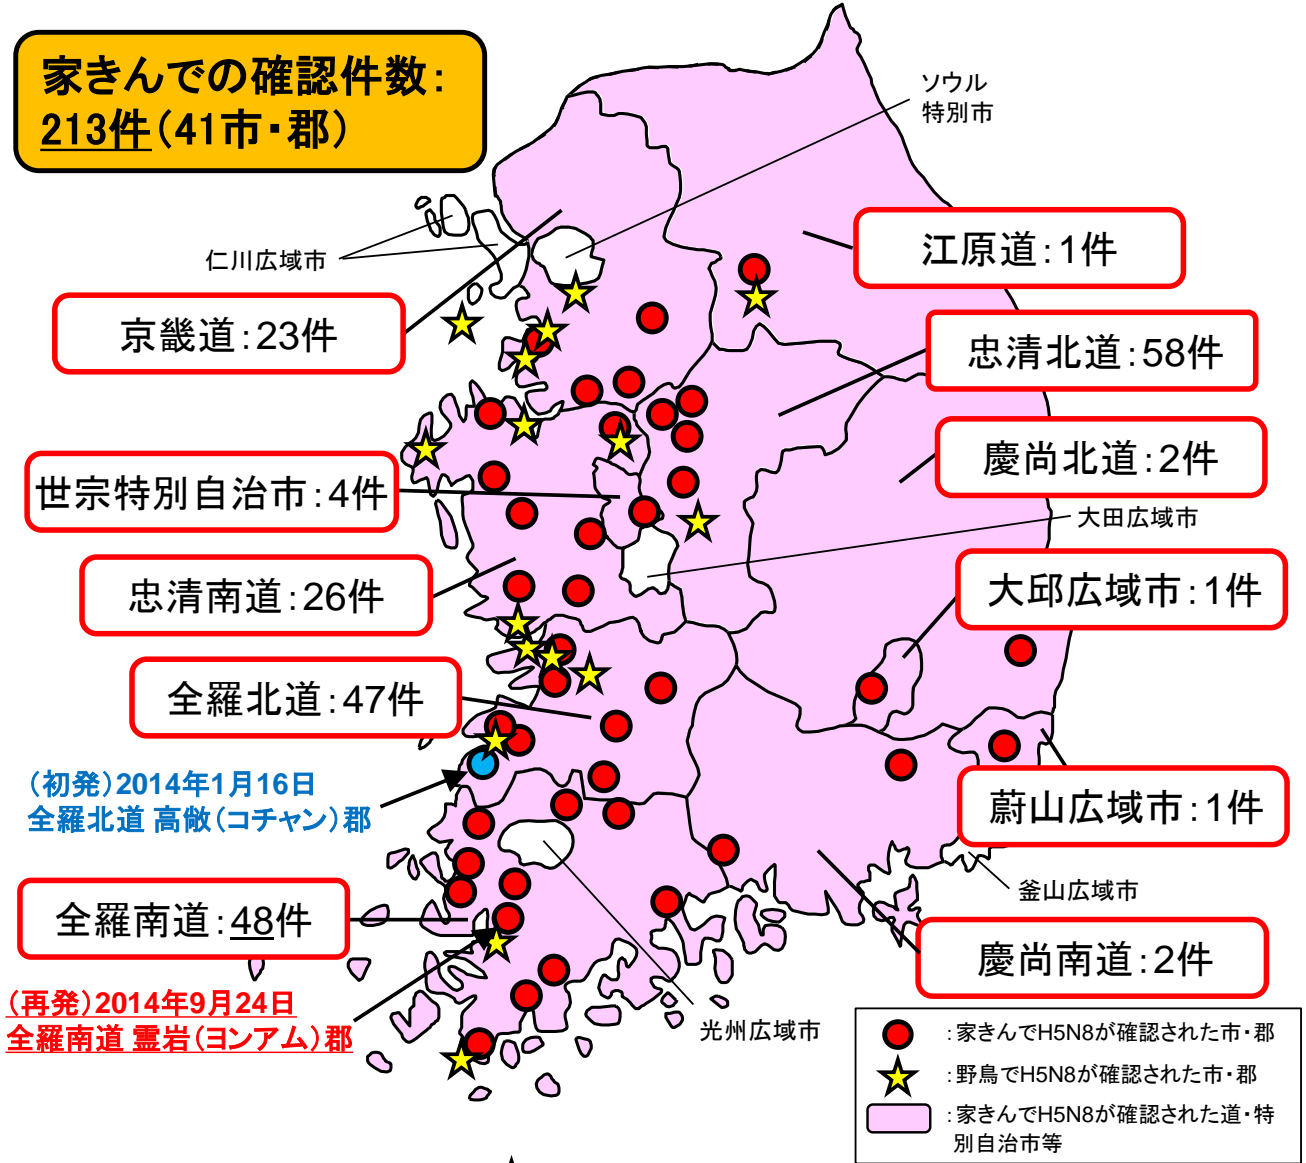 家きんでの確認件数：
213件（41市・郡）
ソウル
特別市
仁川広域市
江原道：1件
京畿道：23件
忠清北道：58件
慶尚北道：2件
世宗特別自治市：4件
大田広域市
大邱広域市：1件
忠清南道：26件
全羅北道：47件
（初発）2014年1月16日
全羅北道 高敞（コチャン）郡
蔚山広域市：1件
釜山広域市
全羅南道：48件
慶尚南道：2件
（再発）2014年9月24日
全羅南道 霊岩（ヨンアム）郡
光州広域市
：家きんでH5N8が確認された市・郡
：野鳥でH5N8が確認された市・郡
：家きんでH5N8が確認された道・特
別自治市等